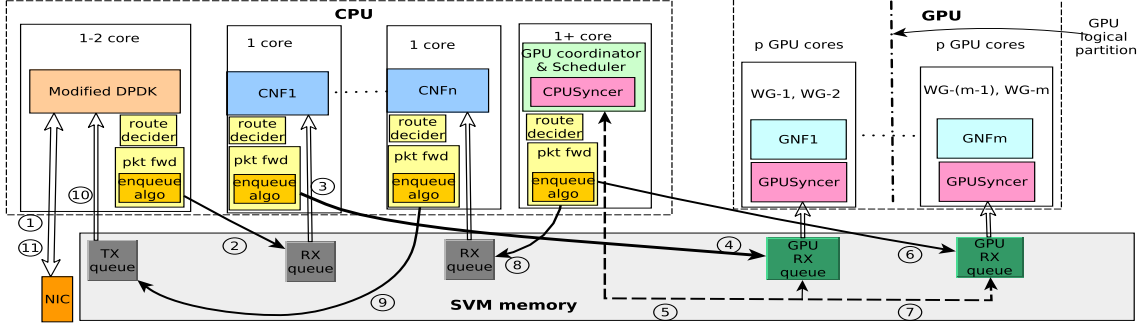 CPU
GPU
GPU
logical
partition
1-2 core
1 core
1 core
1+ core
p GPU cores
p GPU cores
Modified DPDK
CNF1
CNFn
GPU coordinator
& Scheduler
CPUSyncer
WG-1, WG-2
WG-(m-1), WG-m
GNF1
GNFm
GPUSyncer
GPUSyncer
route
decider
route
decider
route
decider
route
decider
pkt fwd
pkt fwd
pkt fwd
pkt fwd
enqueue
algo
enqueue
algo
enqueue
algo
enqueue
algo
1
10
3
11
2
8
4
6
9
5
7
TX
queue
RX
queue
RX
queue
GPU
RX
queue
GPU
RX
queue
NIC
SVM memory